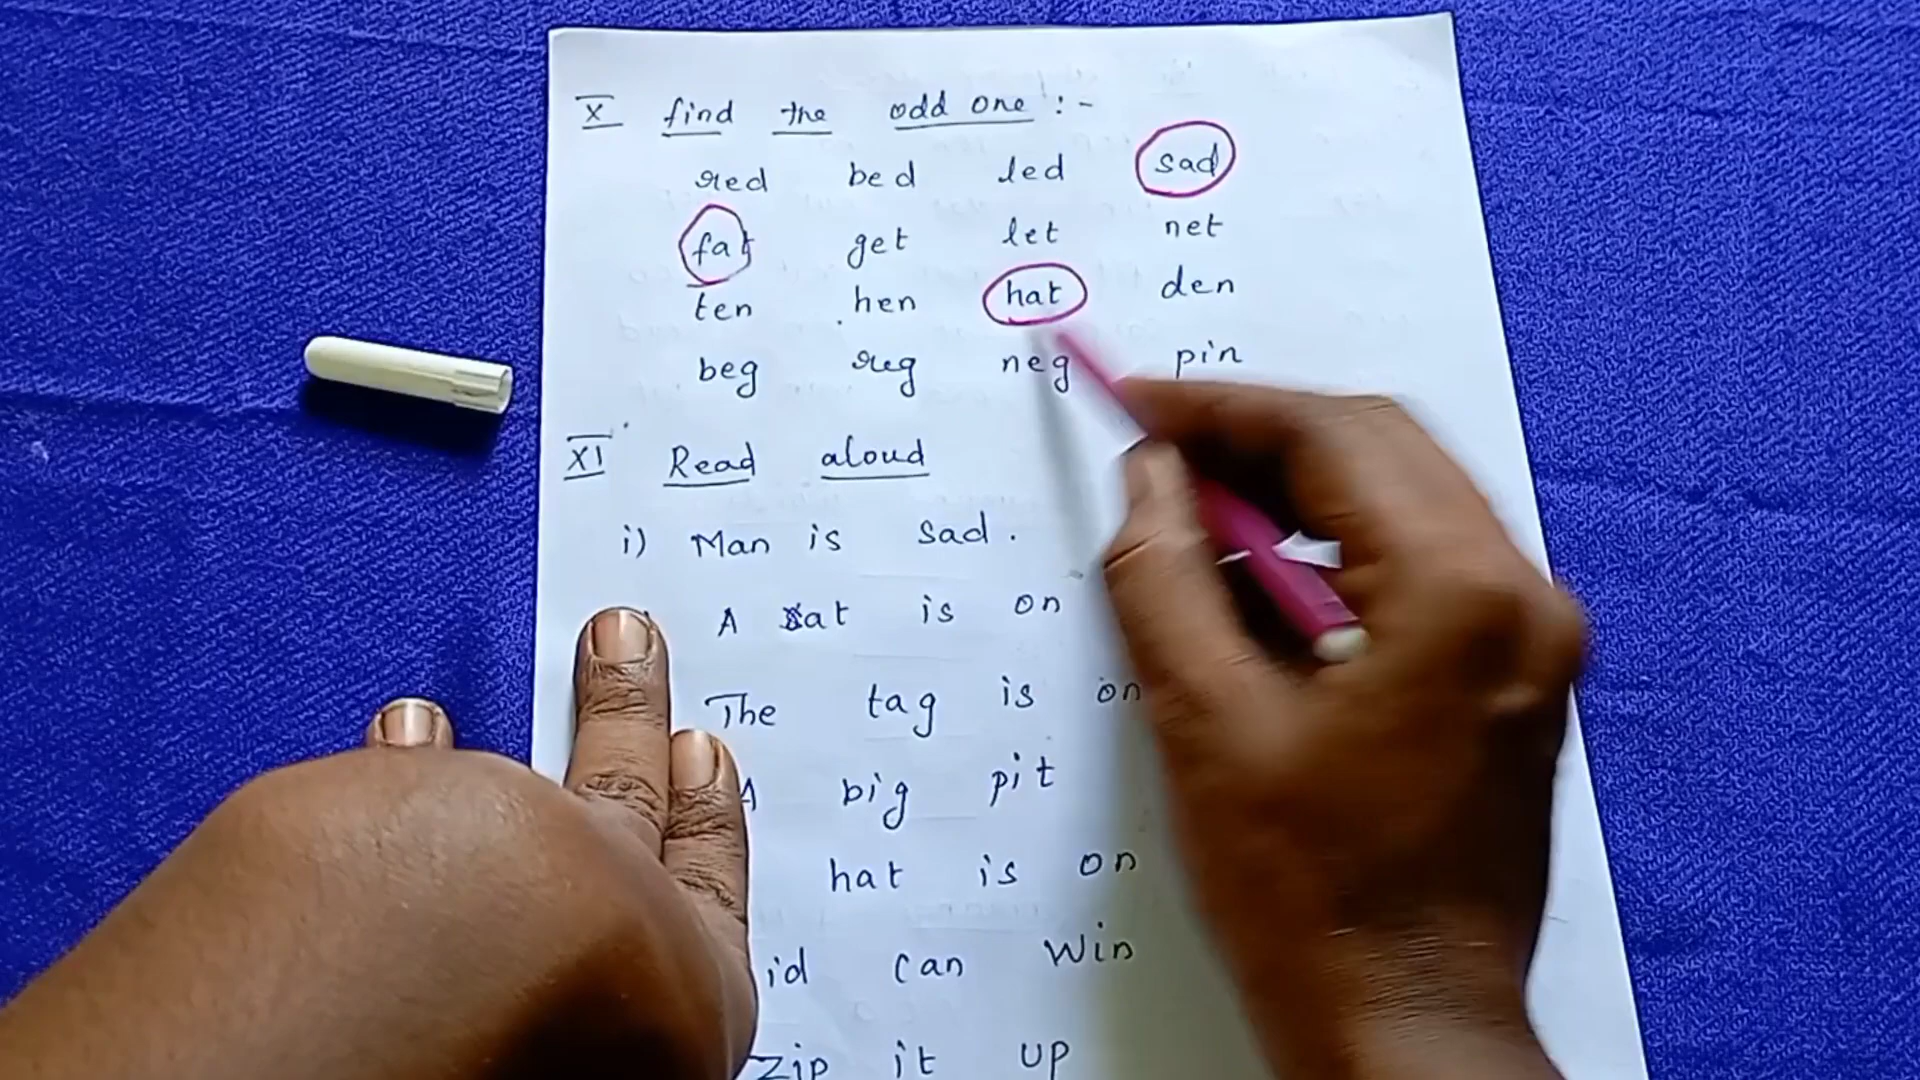 X find the odd one :-
red bed led sad
fat get let net
ten hen hat den
beg reg neg pin
XI Read aloud
i) Man is sad.
A is on
The tag is on
A big pit
hat is on
can win
zip it up